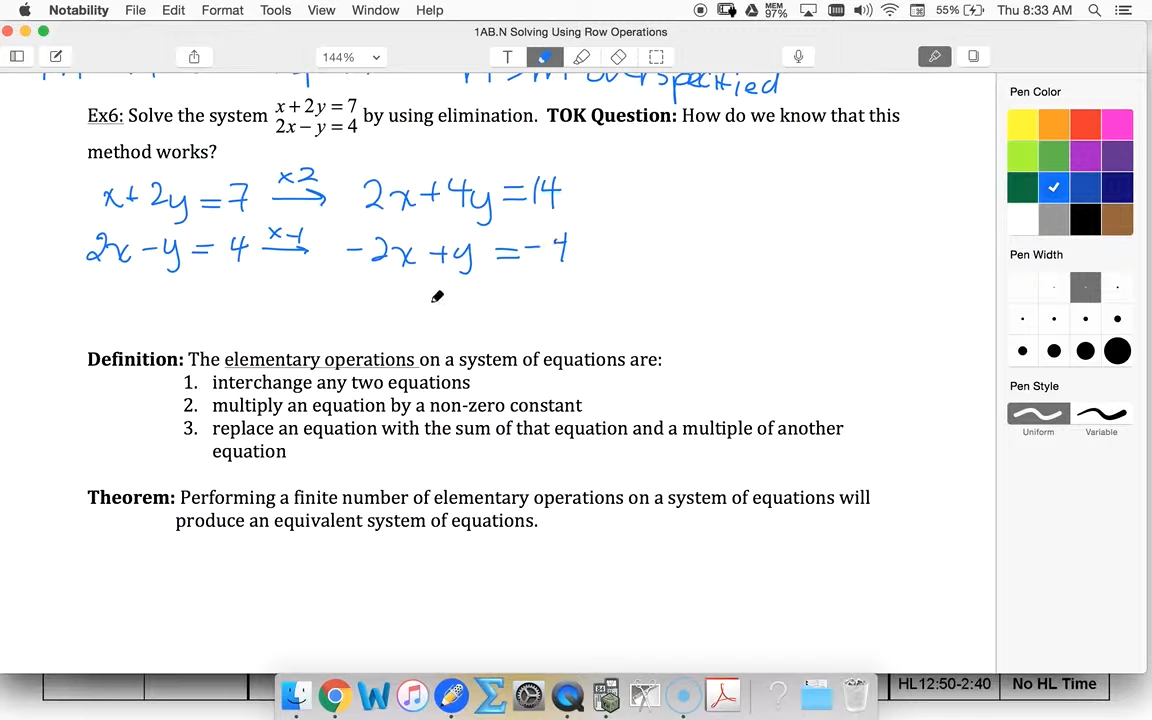 Notability File Edit Format Tools View Window Help MEM 97% 55% Thu 8:33 AM
1AB.N Solving Using Row Operations
144% T
overspecified
Pen Color
Ex6: Solve the system x + 2y = 7 2x − y = 4 by using elimination. TOK Question: How do we know that this
method works?
x + 2y = 7 x2 → 2x + 4y = 14
2x − y = 4 x-1 → -2x + y = -4
Pen Width
Definition: The elementary operations on a system of equations are:
1. interchange any two equations
2. multiply an equation by a non-zero constant
3. replace an equation with the sum of that equation and a multiple of another
equation
Pen Style
Uniform Variable
Theorem: Performing a finite number of elementary operations on a system of equations will
produce an equivalent system of equations.
HL12:50-2:40 No HL Time